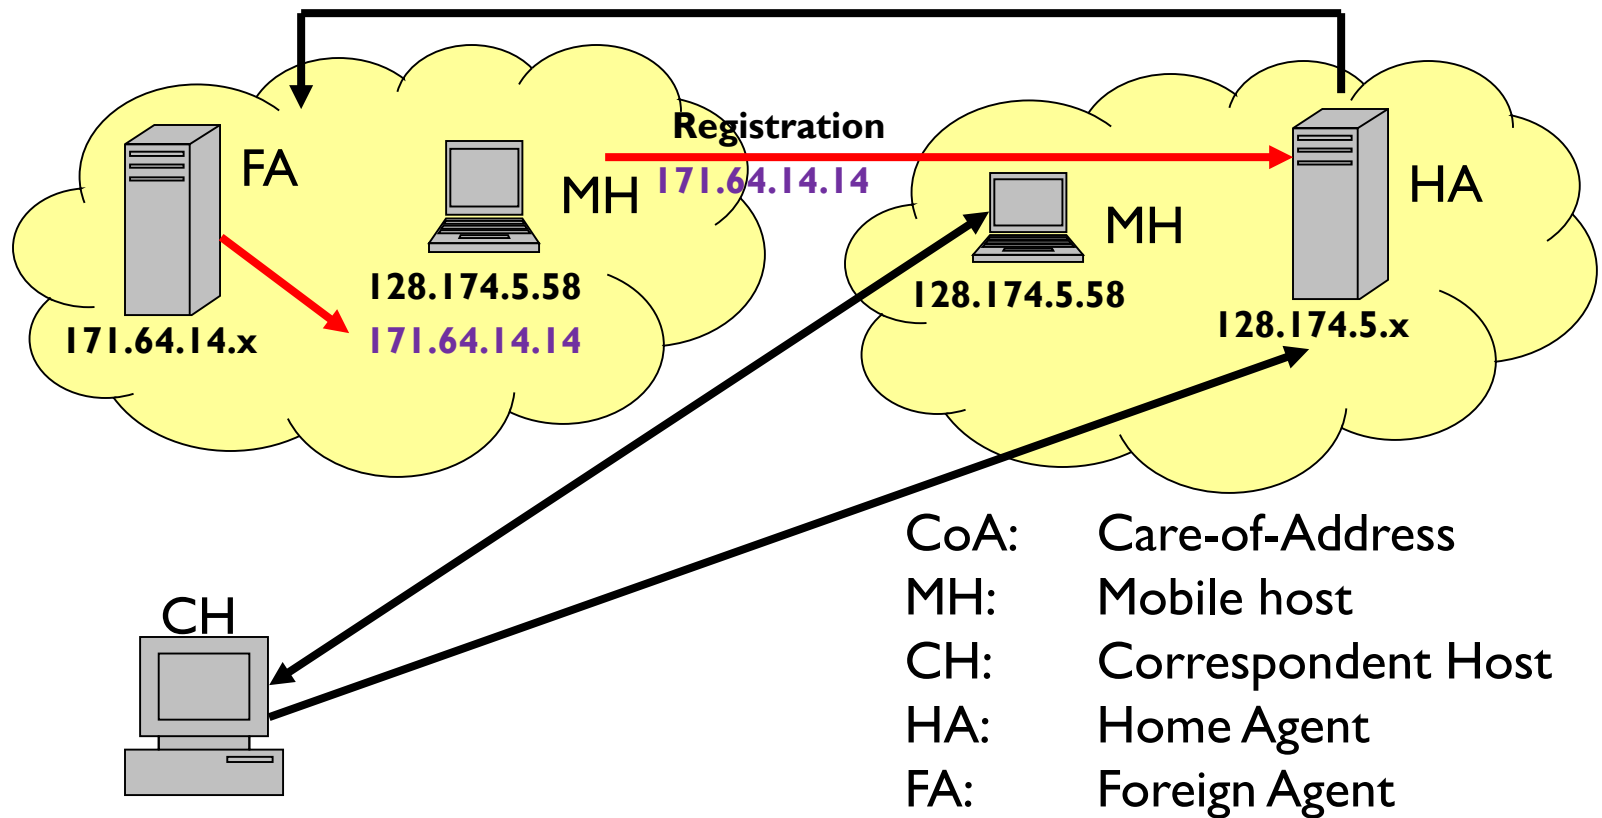 Registration
171.64.14.14
FA
MH
128.174.5.58
171.64.14.x
171.64.14.14
HA
MH
128.174.5.58
128.174.5.x
CH
CoA: Care-of-Address
MH: Mobile host
CH: Correspondent Host
HA: Home Agent
FA: Foreign Agent